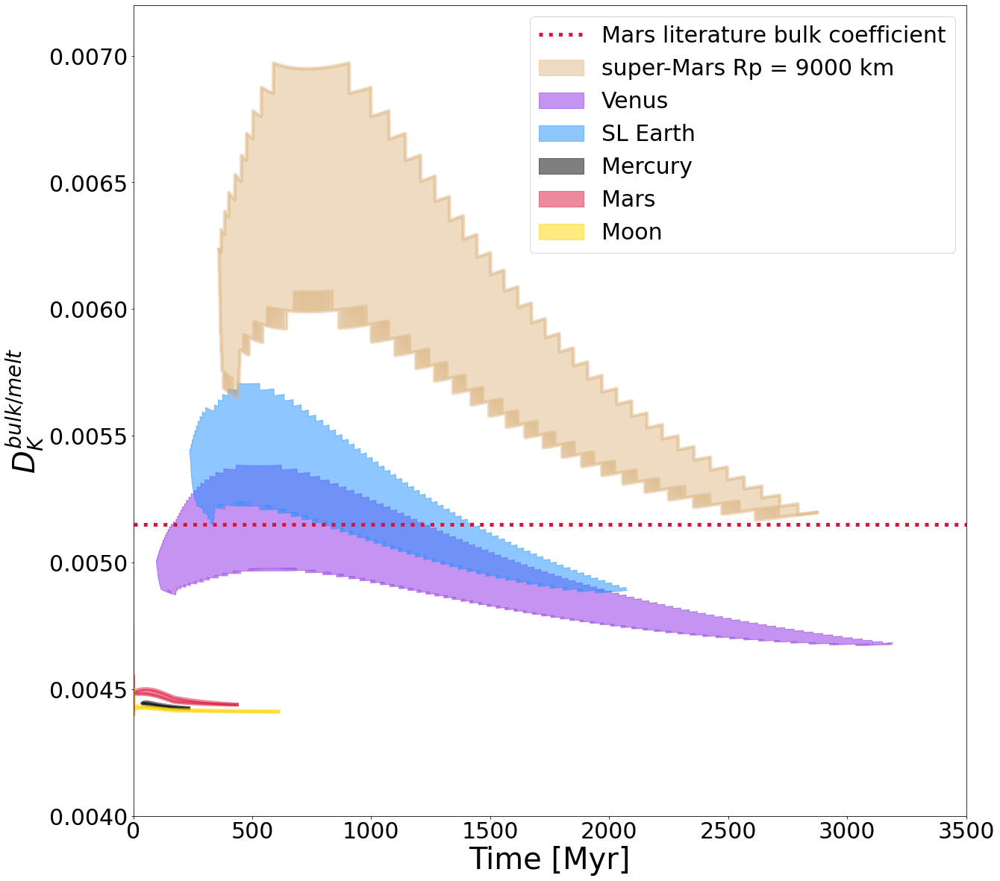 Mars literature bulk coefficient
super-Mars Rp = 9000 km
Venus
SL Earth
Mercury
Mars
Moon
0.0070
0.0065
0.0060
0.0055
0.0050
0.0045
0.0040
D_K^{bulk/melt}
0 500 1000 1500 2000 2500 3000 3500
Time [Myr]